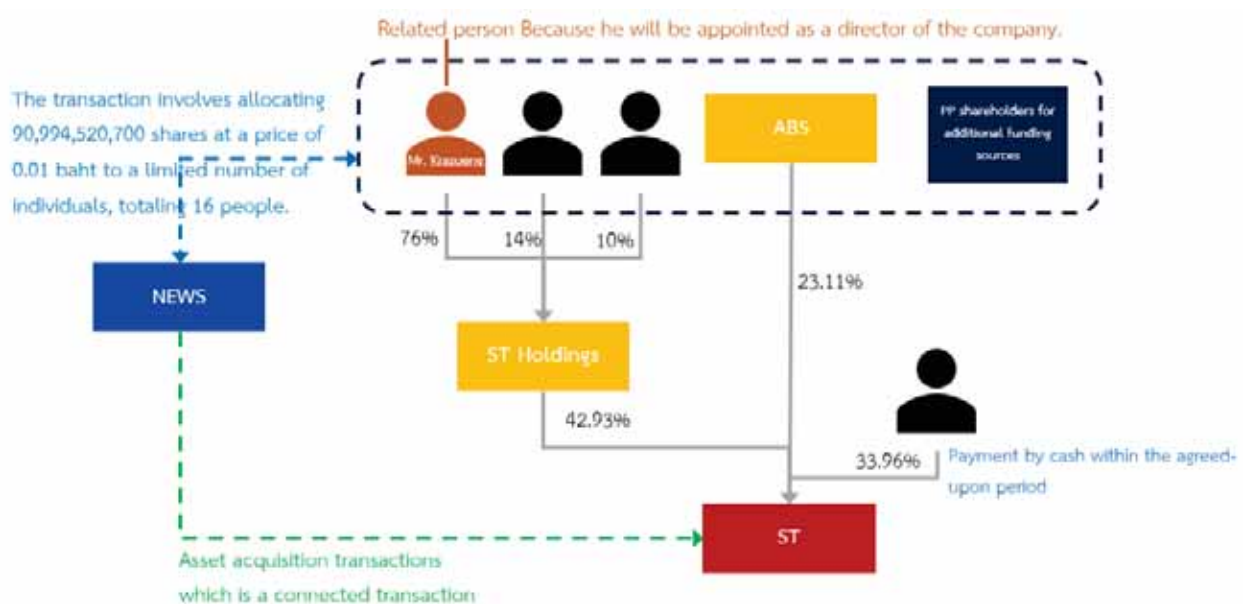 Related person Because he will be appointed as a director of the company.
The transaction involves allocating
90,994,520,700 shares at a price of
0.01 baht to a limited number of
individuals, totaling 16 people.
Mr.
ABS
PP shareholders for
additional funding
sources
76%
14%
10%
23.11%
NEWS
ST Holdings
42.93%
33.96%
Payment by cash within the agreed-
upon period
ST
Asset acquisition transactions
which is a connected transaction